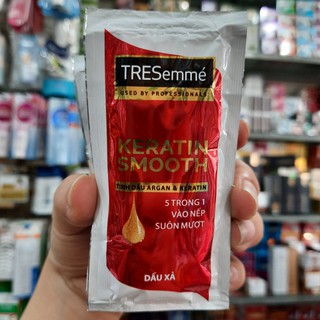 TRESemmé
USED BY PROFESSIONALS
KERATIN
SMOOTH
TINH DẦU ARGAN & KERATIN
5 TRONG 1
VÀO NẾP
SUÔN MƯỢT
DẦU XẢ